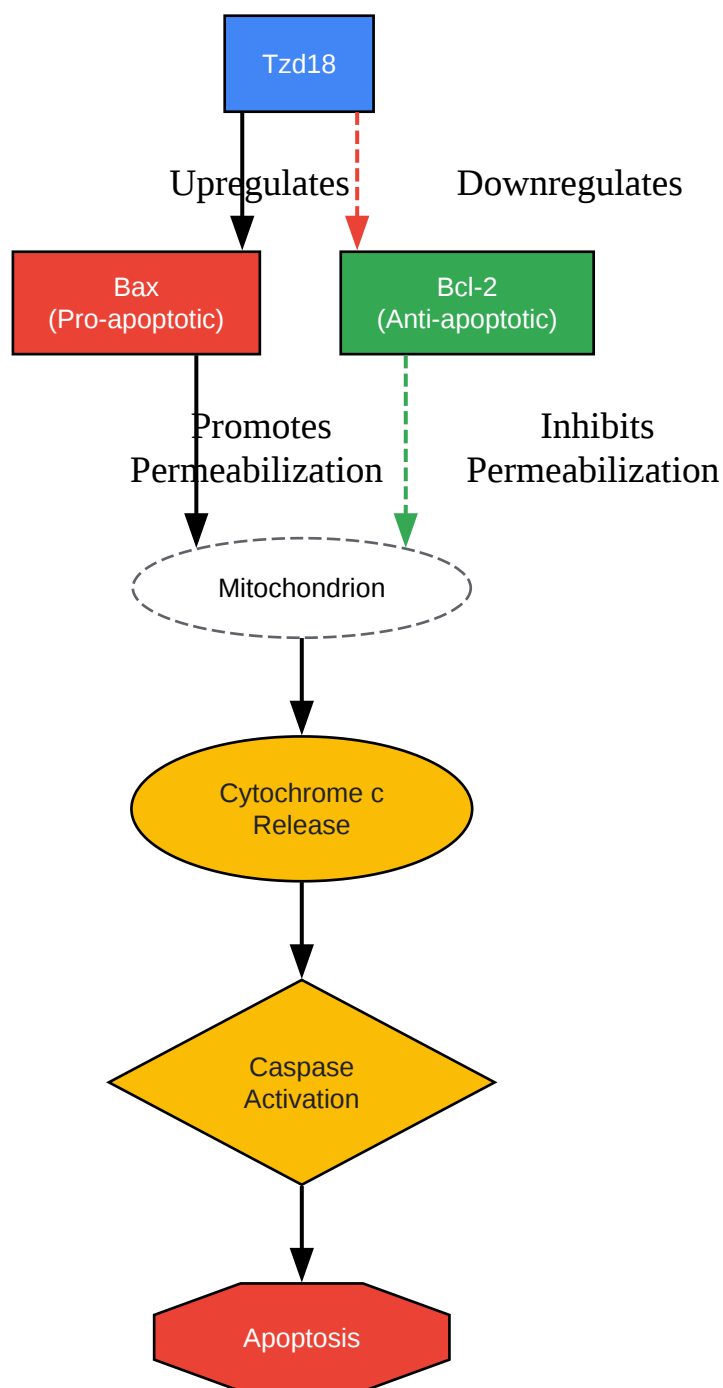 Tzd18
Upregulates
Downregulates
Bax
(Pro-apoptotic)
Bcl-2
(Anti-apoptotic)
Promotes
Permeabilization
Inhibits
Permeabilization
Mitochondrion
Cytochrome c
Release
Caspase
Activation
Apoptosis